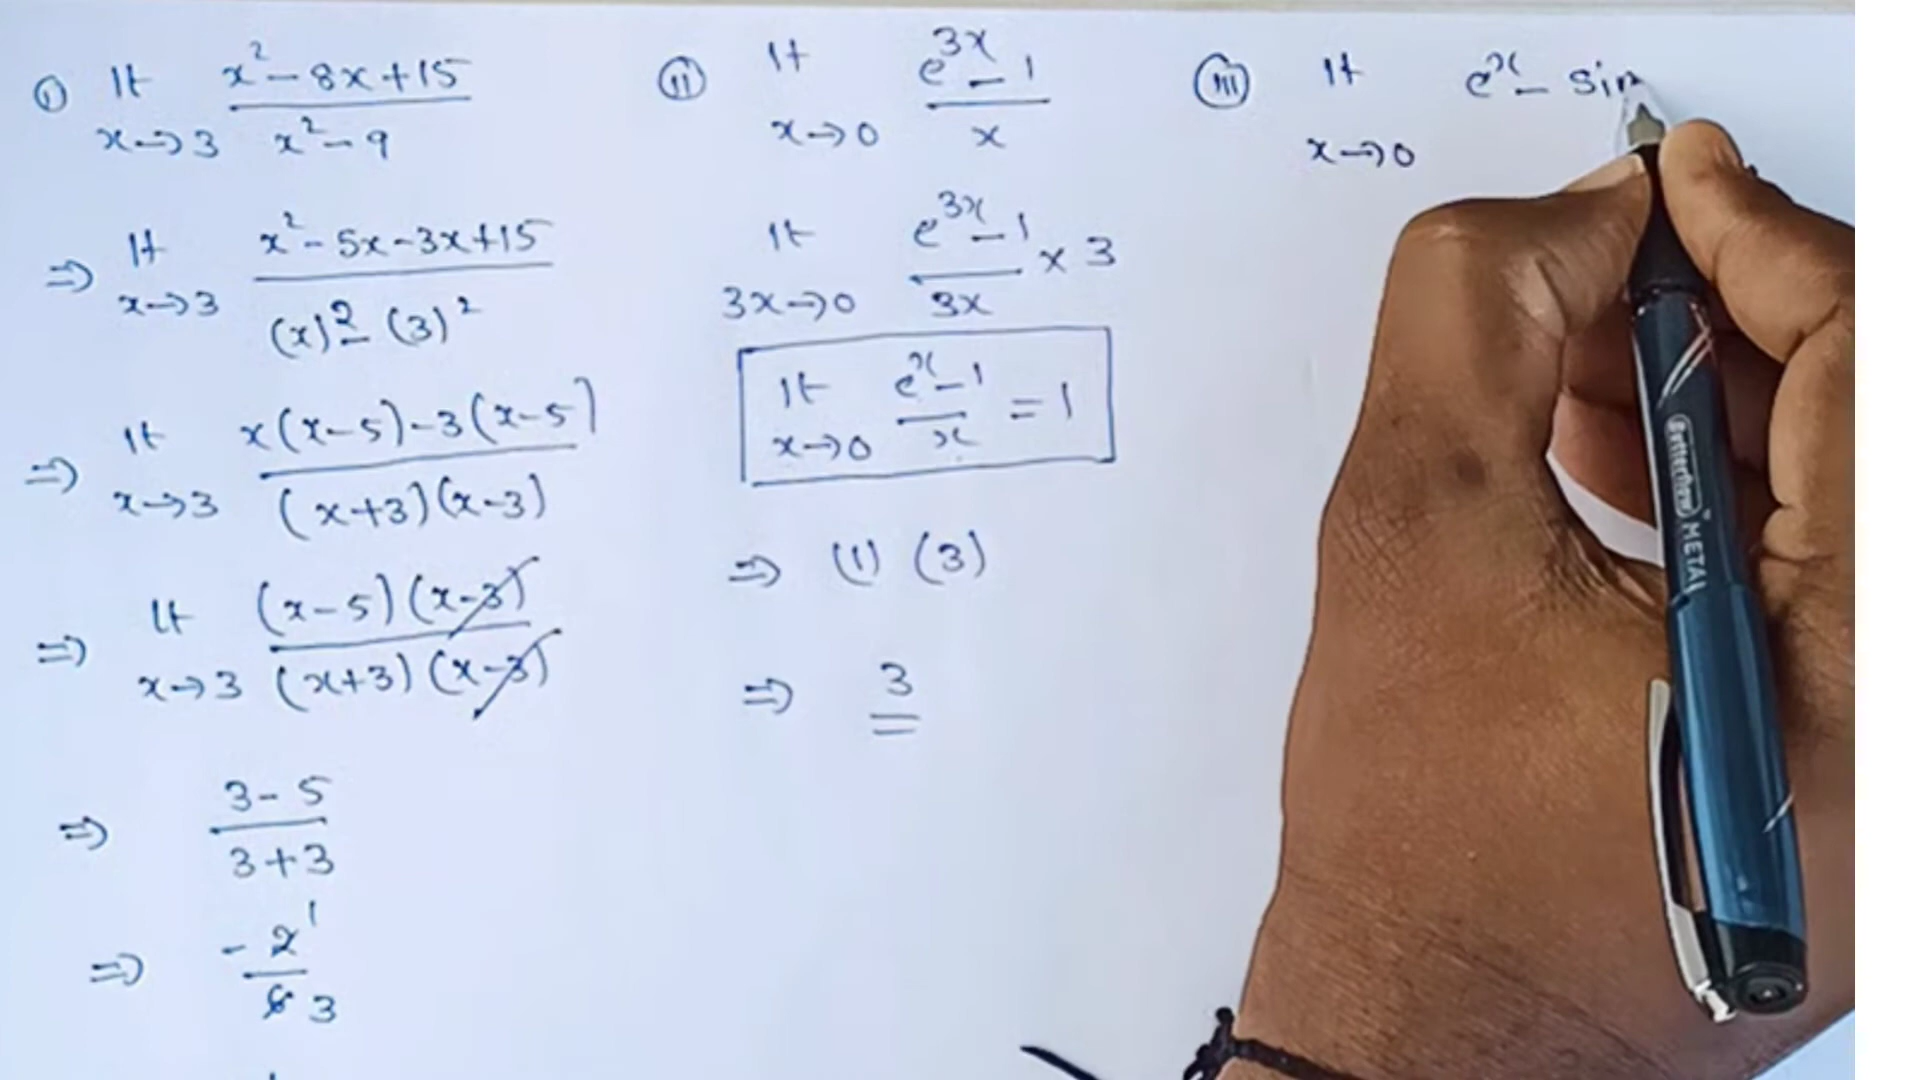 (i) lt x→3 x² - 8x + 15 / x² - 9
⇒ lt x→3 x² - 5x - 3x + 15 / (x)² - (3)²
⇒ lt x→3 x(x-5) - 3(x-5) / (x+3)(x-3)
⇒ lt x→3 (x-5)(x-3) / (x+3)(x-3)
⇒ 3 - 5 / 3 + 3
⇒ -2 1 / 6 3
(ii) lt x→0 e^3x - 1 / x
lt 3x→0 e^3x - 1 / 3x × 3
lt x→0 e^x - 1 / x = 1
⇒ (1) (3)
⇒ 3
(iii) lt x→0 e^x - sin
Butterflow™ METAL